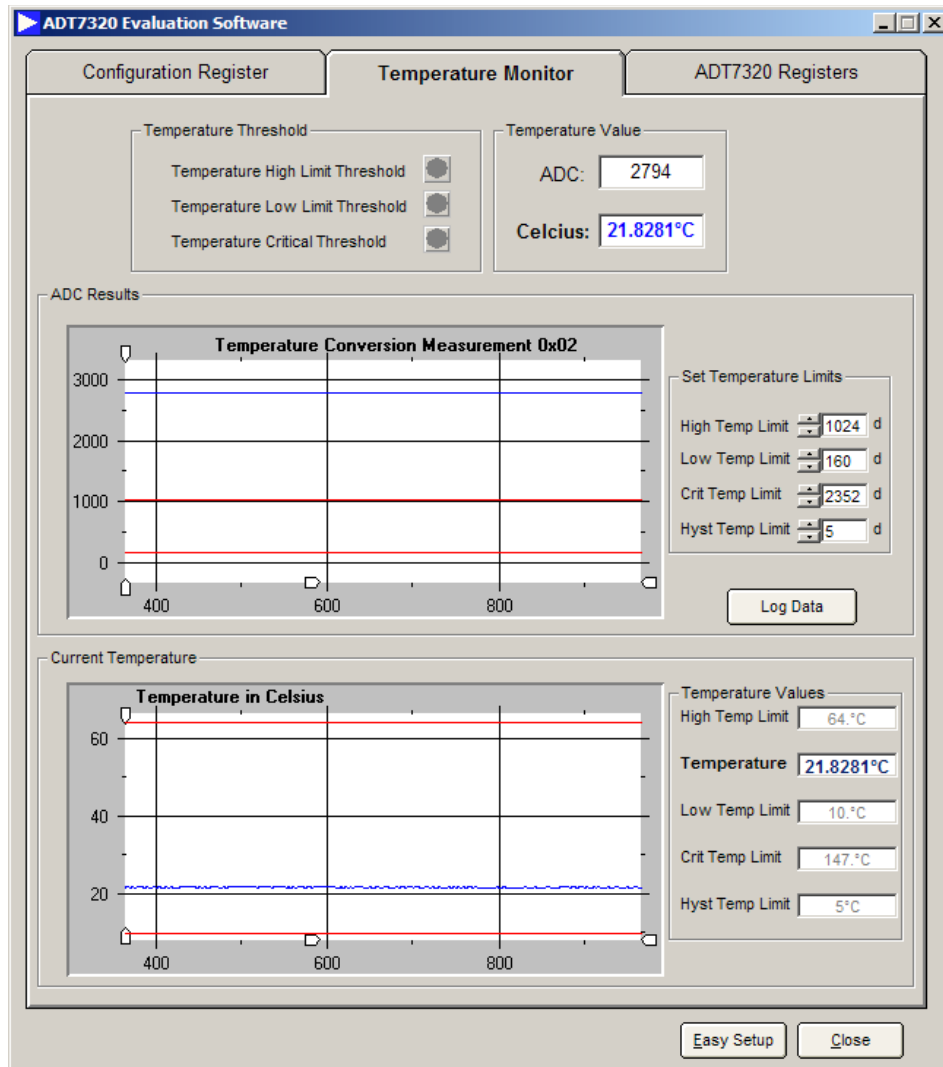 ADT7320 Evaluation Software
Configuration Register
Temperature Monitor
ADT7320 Registers
Temperature Threshold
Temperature High Limit Threshold
Temperature Low Limit Threshold
Temperature Critical Threshold
Temperature Value
ADC: 2794
Celcius: 21.8281°C
ADC Results
Temperature Conversion Measurement 0x02
3000
2000
1000
0
400 600 800
Set Temperature Limits
High Temp Limit 1024 d
Low Temp Limit 160 d
Crit Temp Limit 2352 d
Hyst Temp Limit 5 d
Log Data
Current Temperature
Temperature in Celsius
60
40
20
400 600 800
Temperature Values
High Temp Limit 64.°C
Temperature 21.8281°C
Low Temp Limit 10.°C
Crit Temp Limit 147.°C
Hyst Temp Limit 5°C
Easy Setup
Close